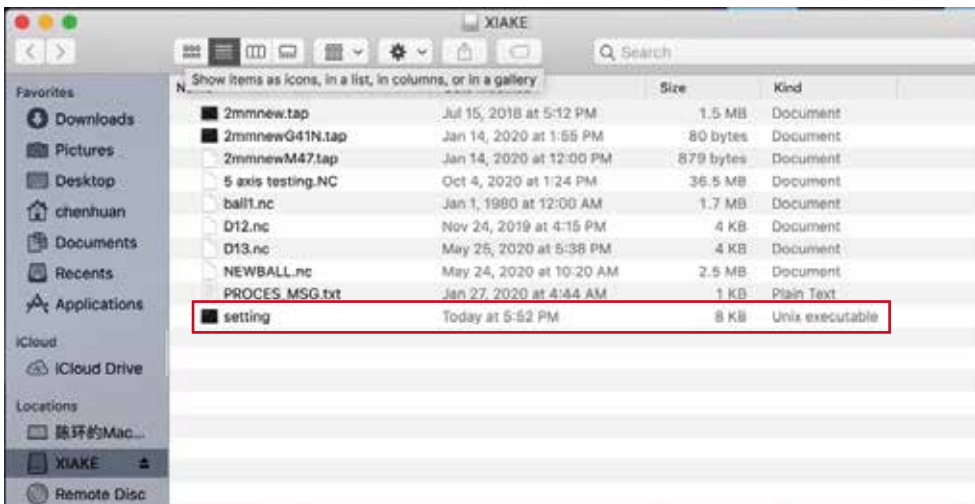 XIAKE
Search
Show items as icons, in a list, in columns, or in a gallery
Size Kind
Favorites
Downloads
Pictures
Desktop
chenhuan
Documents
Recents
Applications
iCloud
iCloud Drive
Locations
陈环的Mac...
XIAKE
Remote Disc
2mmnew.tap Jul 15, 2018 at 5:12 PM 1.5 MB Document
2mmnewG41N.tap Jan 14, 2020 at 1:55 PM 80 bytes Document
2mmnewM47.tap Jan 14, 2020 at 12:00 PM 879 bytes Document
5 axis testing.NC Oct 4, 2020 at 1:24 PM 36.5 MB Document
ball1.nc Jan 1, 1980 at 12:00 AM 1.7 MB Document
D12.nc Nov 24, 2019 at 4:15 PM 4 KB Document
D13.nc May 25, 2020 at 5:38 PM 4 KB Document
NEWBALL.nc May 24, 2020 at 10:20 AM 2.5 MB Document
PROCES_MSG.txt Jan 27, 2020 at 4:44 AM 1 KB Plain Text
setting Today at 5:52 PM 8 KB Unix executable